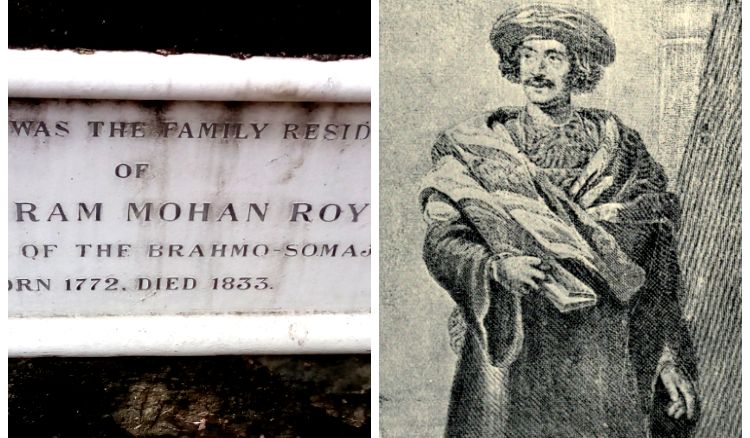 WAS THE FAMILY RESID
OF
RAM MOHAN ROY
OF THE BRAHMO-SOMAJ
ORN 1772. DIED 1833.